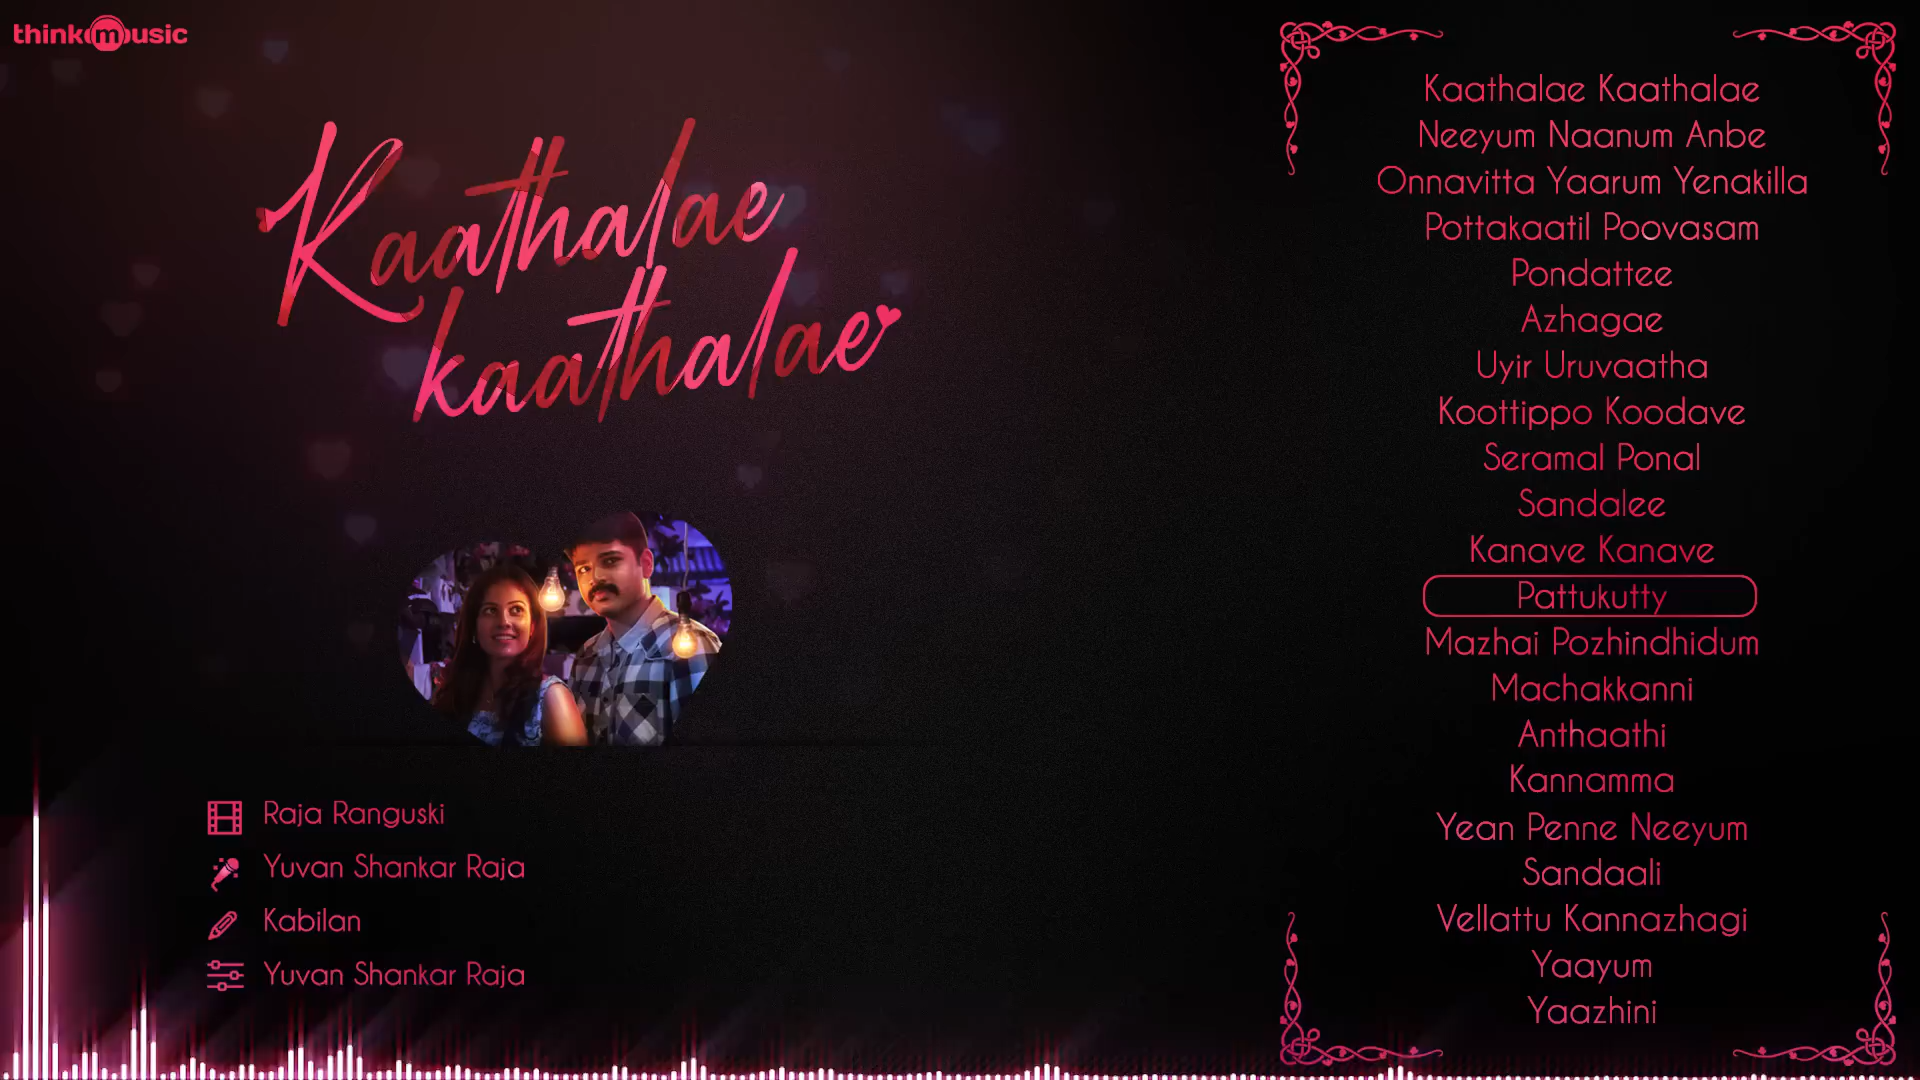 thinkmusic
Kaathalae
kaathalae
Raja Ranguski
Yuvan Shankar Raja
Kabilan
Yuvan Shankar Raja
Kaathalae Kaathalae
Neeyum Naanum Anbe
Onnavitta Yaarum Yenakilla
Pottakaatil Poovasam
Pondattee
Azhagae
Uyir Uruvaatha
Koottippo Koodave
Seramal Ponal
Sandalee
Kanave Kanave
Pattukutty
Mazhai Pozhindhidum
Machakkanni
Anthaathi
Kannamma
Yean Penne Neeyum
Sandaali
Vellattu Kannazhagi
Yaayum
Yaazhini